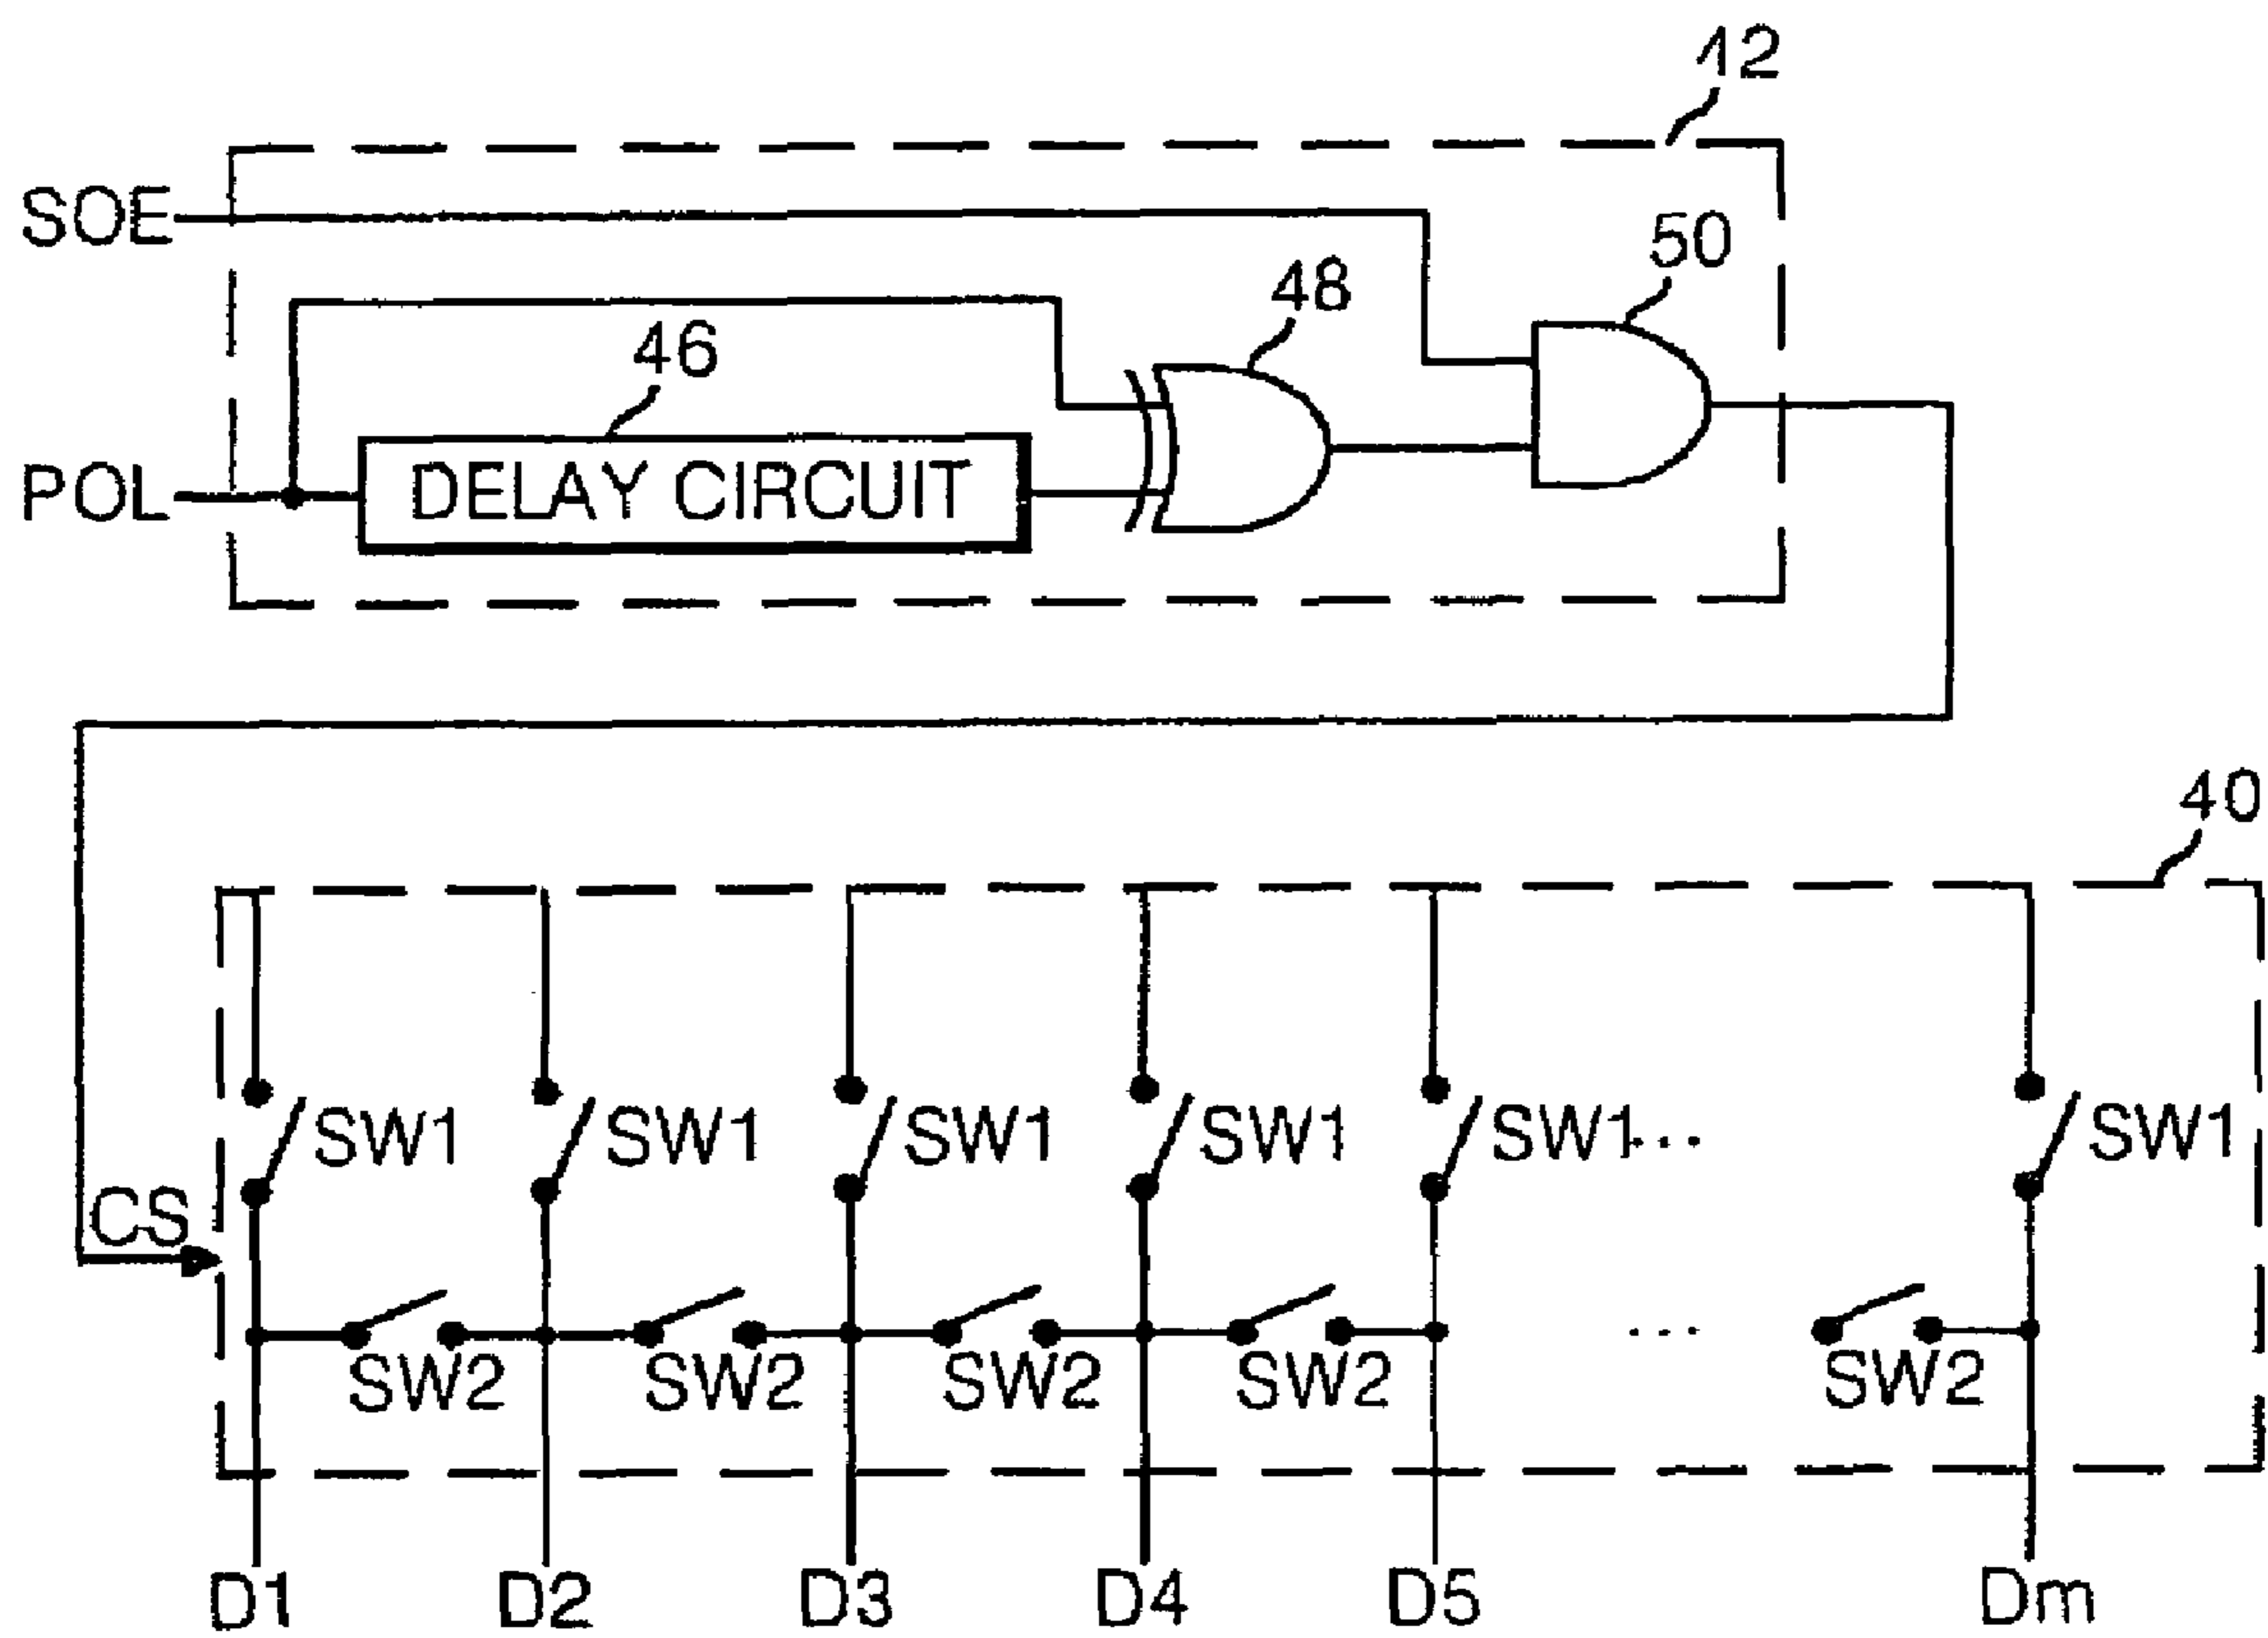 42
SOE
50
48
46
POL
DELAY CIRCUIT
40
SW1 SW1 SW1 SW1 SW1... SW1
CS
...
SW2 SW2 SW2 SW2 SW2
D1 D2 D3 D4 D5 Dm